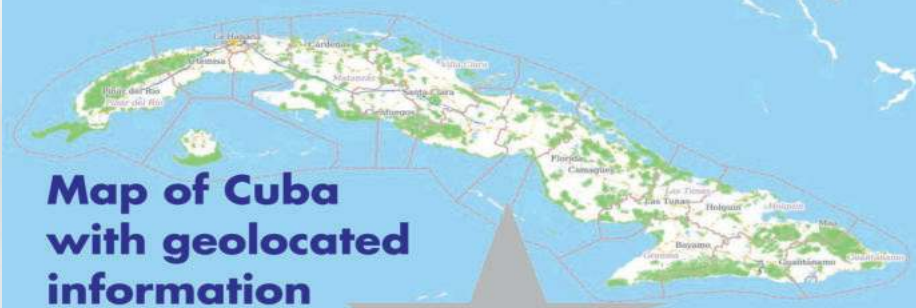 La Habana
Cárdenas
Artemisa
Matanzas
Villa Clara
Pinar del Río
Pinar del Río
Santa Clara
Cienfuegos
Florida
Camagüey
Las Tunas
Las Tunas
Holguín
Holguín
Moa
Bayamo
Granma
Guantánamo
Guantánamo
Map of Cuba
with geolocated
information